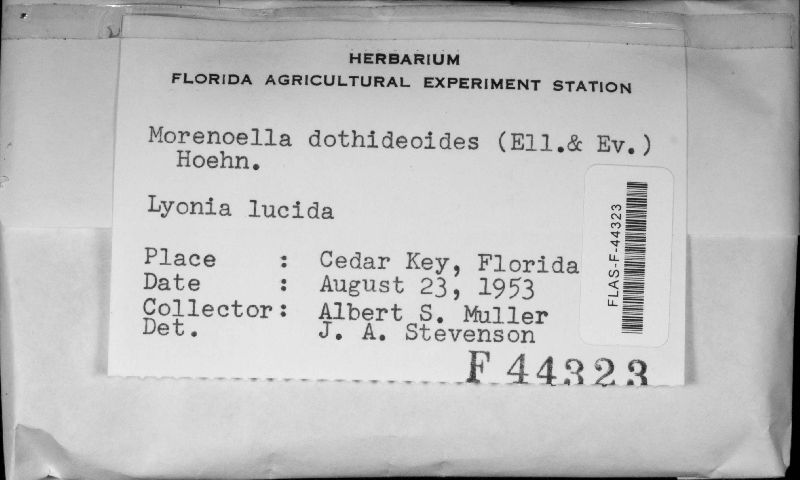 HERBARIUM
FLORIDA AGRICULTURAL EXPERIMENT STATION
Morenoella dothideoides (Ell.& Ev.)
Hoehn.
Lyonia lucida
Place : Cedar Key, Florida
Date : August 23, 1953
Collector: Albert S. Muller
Det. J. A. Stevenson
F 44323
FLAS-F-44323